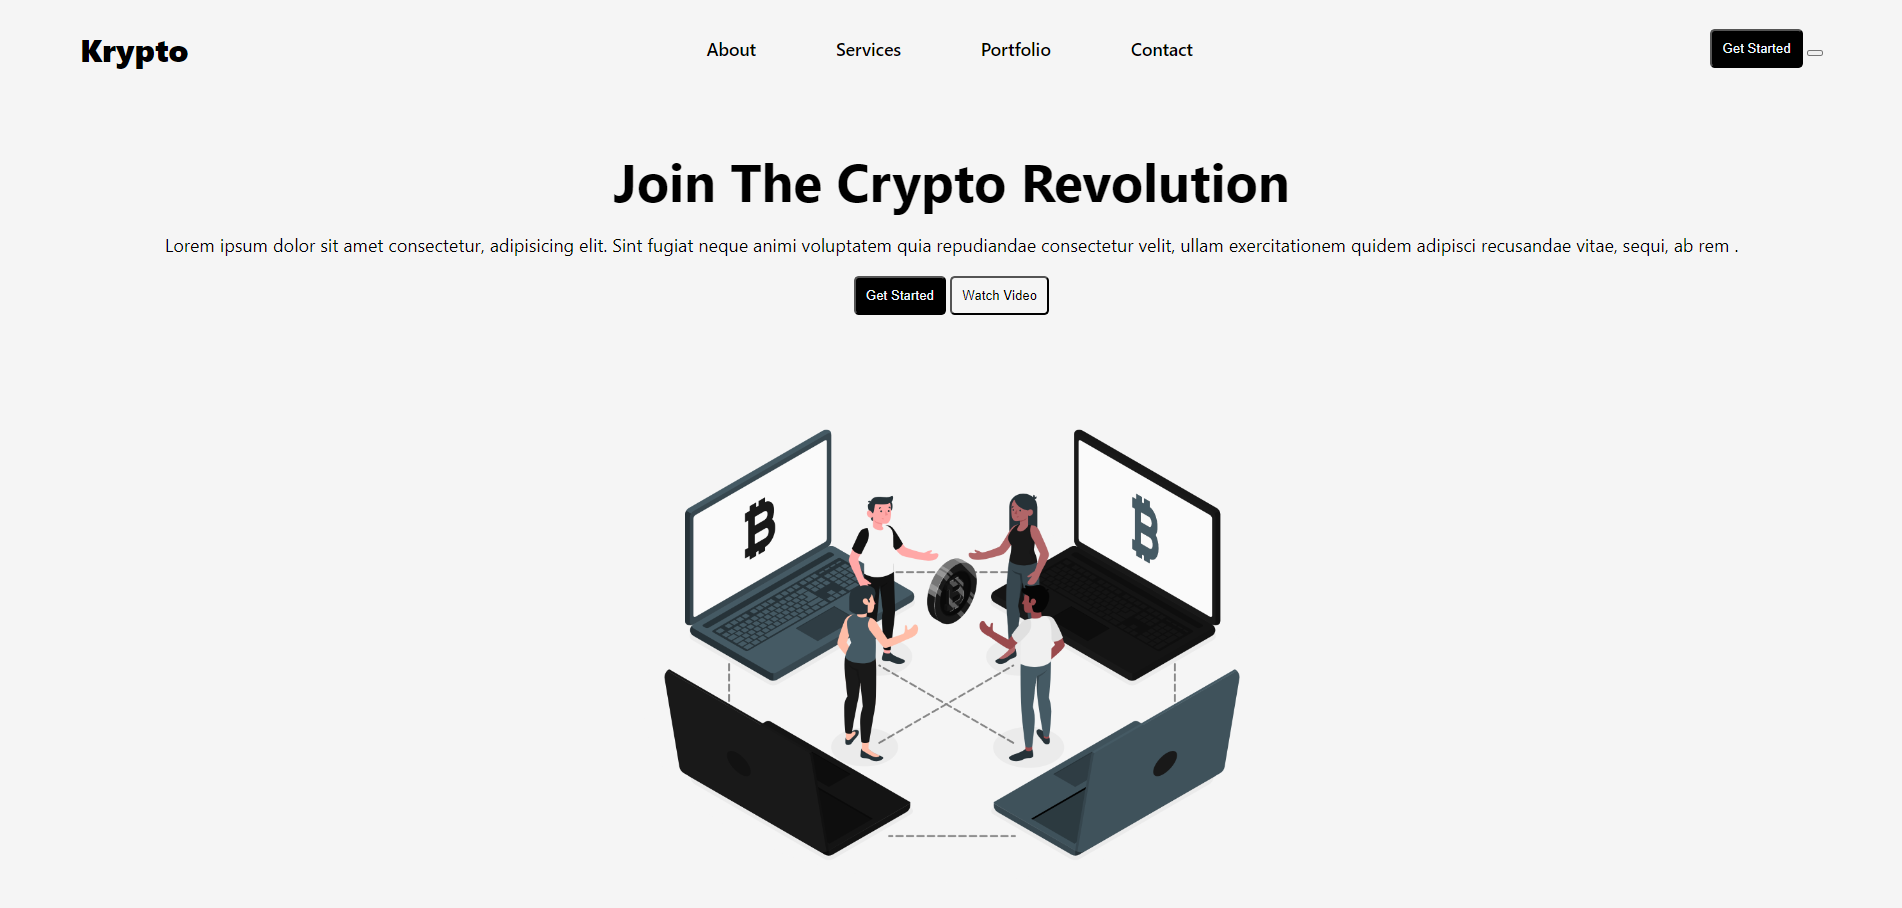 Krypto
About
Services
Portfolio
Contact
Get Started
Join The Crypto Revolution
Lorem ipsum dolor sit amet consectetur, adipisicing elit. Sint fugiat neque animi voluptatem quia repudiandae consectetur velit, ullam exercitationem quidem adipisci recusandae vitae, sequi, ab rem .
Get Started
Watch Video